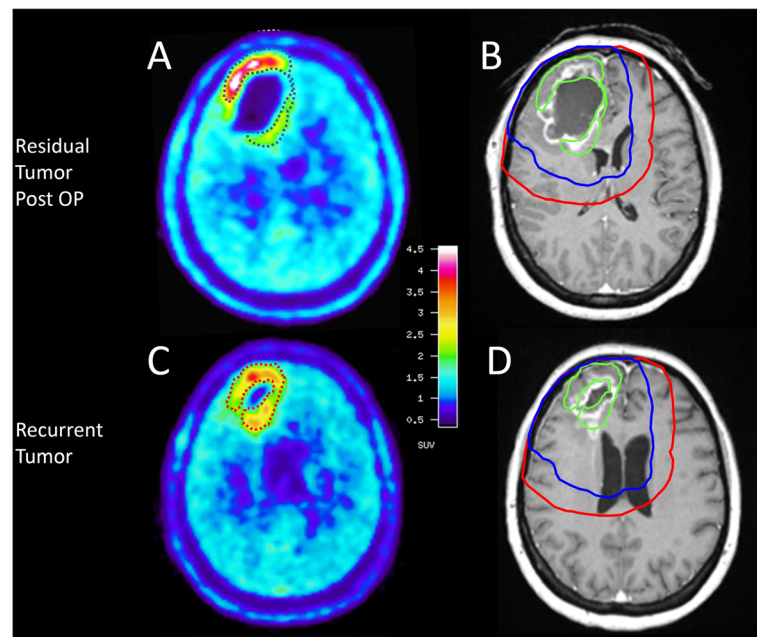 A
B
Residual
Tumor
Post OP
4.5
4
3.5
3
2.5
2
1.5
1
0.5
SUV
C
D
Recurrent
Tumor